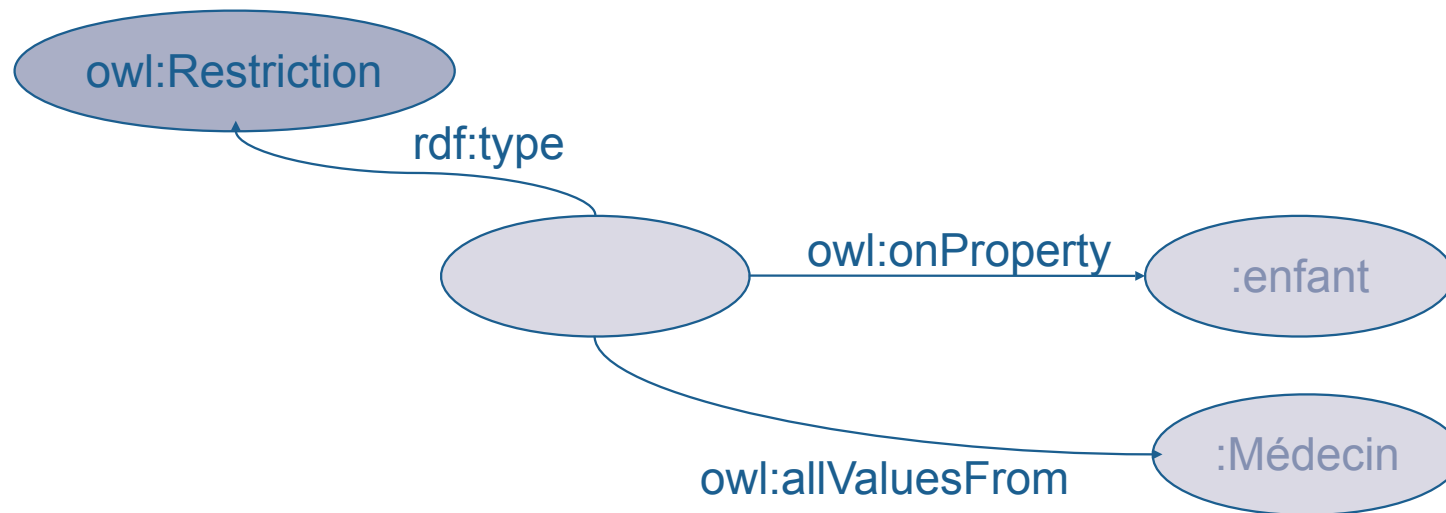 owl:Restriction
rdf:type
owl:onProperty
:enfant
:Médecin
owl:allValuesFrom